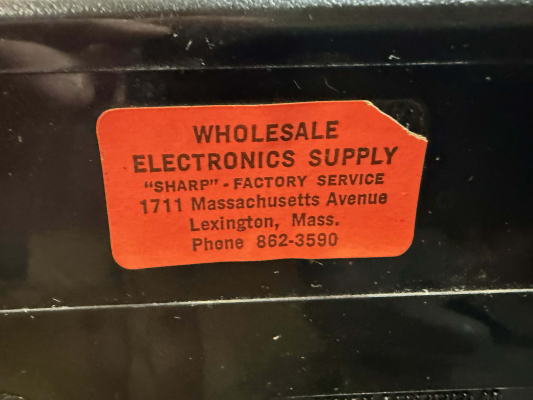 WHOLESALE
ELECTRONICS SUPPLY
"SHARP" - FACTORY SERVICE
1711 Massachusetts Avenue
Lexington, Mass.
Phone 862-3590